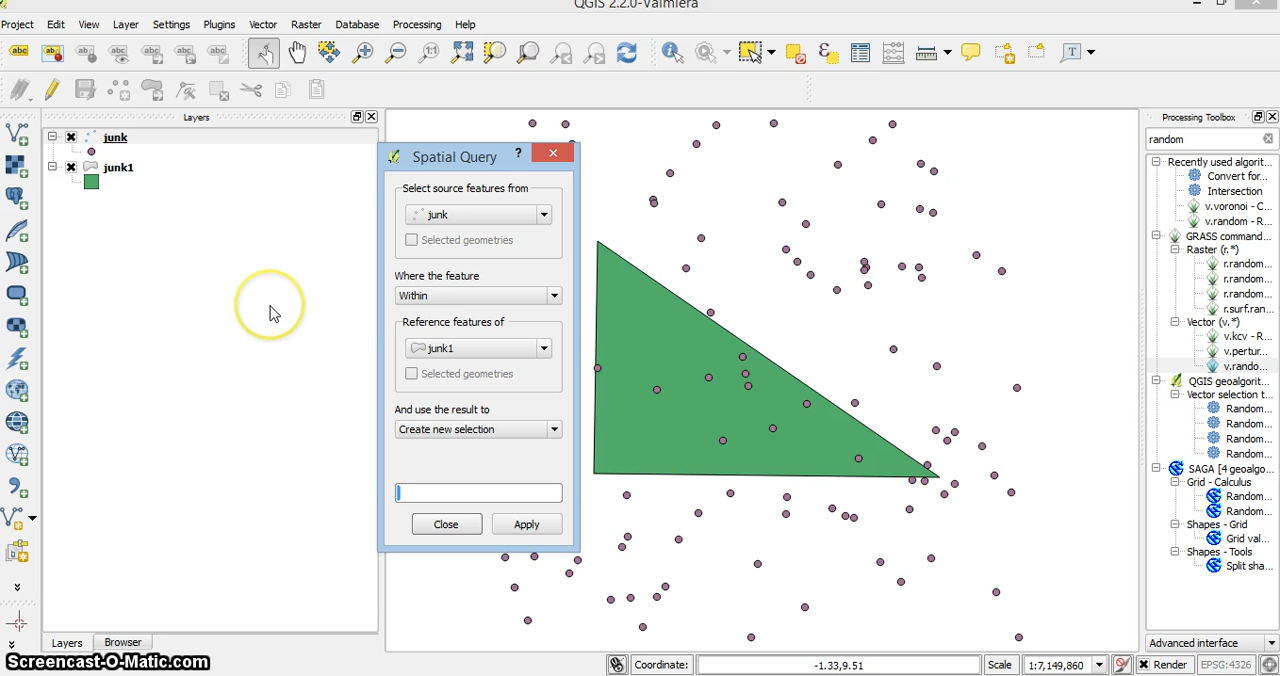 QGIS 2.2.0-Valmiera
Project Edit View Layer Settings Plugins Vector Raster Database Processing Help
abc
T
Layers
junk
junk1
Spatial Query
?
Select source features from
junk
Selected geometries
Where the feature
Within
Reference features of
junk1
Selected geometries
And use the result to
Create new selection
Close Apply
Processing Toolbox
random
Recently used algorit...
Convert for...
Intersection
v.voronoi - C...
v.random - R...
GRASS command...
Raster (r.*)
r.random...
r.random...
r.random...
r.surf.ran...
Vector (v.*)
v.kcv - R...
v.pertur...
v.rando...
QGIS geoalgorit...
Vector selection t...
Random...
Random...
Random...
Random...
SAGA [4 geoalgo...
Grid - Calculus
Random...
Random...
Shapes - Grid
Grid val...
Shapes - Tools
Split sha...
Advanced interface
Layers Browser
Screencast-O-Matic.com
Coordinate: -1.33,9.51 Scale 1:7,149,860 Render EPSG:4326